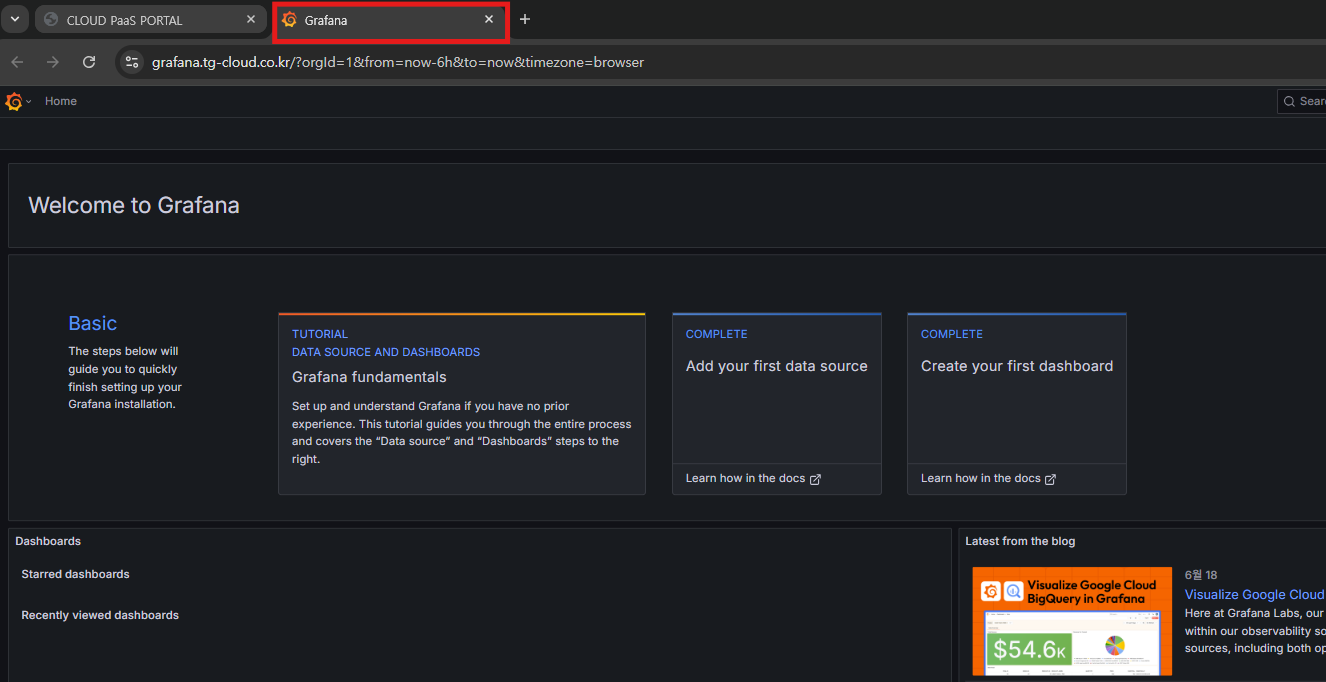 CLOUD PaaS PORTAL
Grafana
grafana.tg-cloud.co.kr/?orgId=1&from=now-6h&to=now&timezone=browser
Home
Sear
Welcome to Grafana
Basic
The steps below will
guide you to quickly
finish setting up your
Grafana installation.
TUTORIAL
DATA SOURCE AND DASHBOARDS
Grafana fundamentals
Set up and understand Grafana if you have no prior
experience. This tutorial guides you through the entire process
and covers the “Data source” and “Dashboards” steps to the
right.
COMPLETE
Add your first data source
Learn how in the docs
COMPLETE
Create your first dashboard
Learn how in the docs
Dashboards
Starred dashboards
Recently viewed dashboards
Latest from the blog
Visualize Google Cloud
BigQuery in Grafana
$54.6K
6월 18
Visualize Google Cloud
Here at Grafana Labs, our
within our observability so
sources, including both op